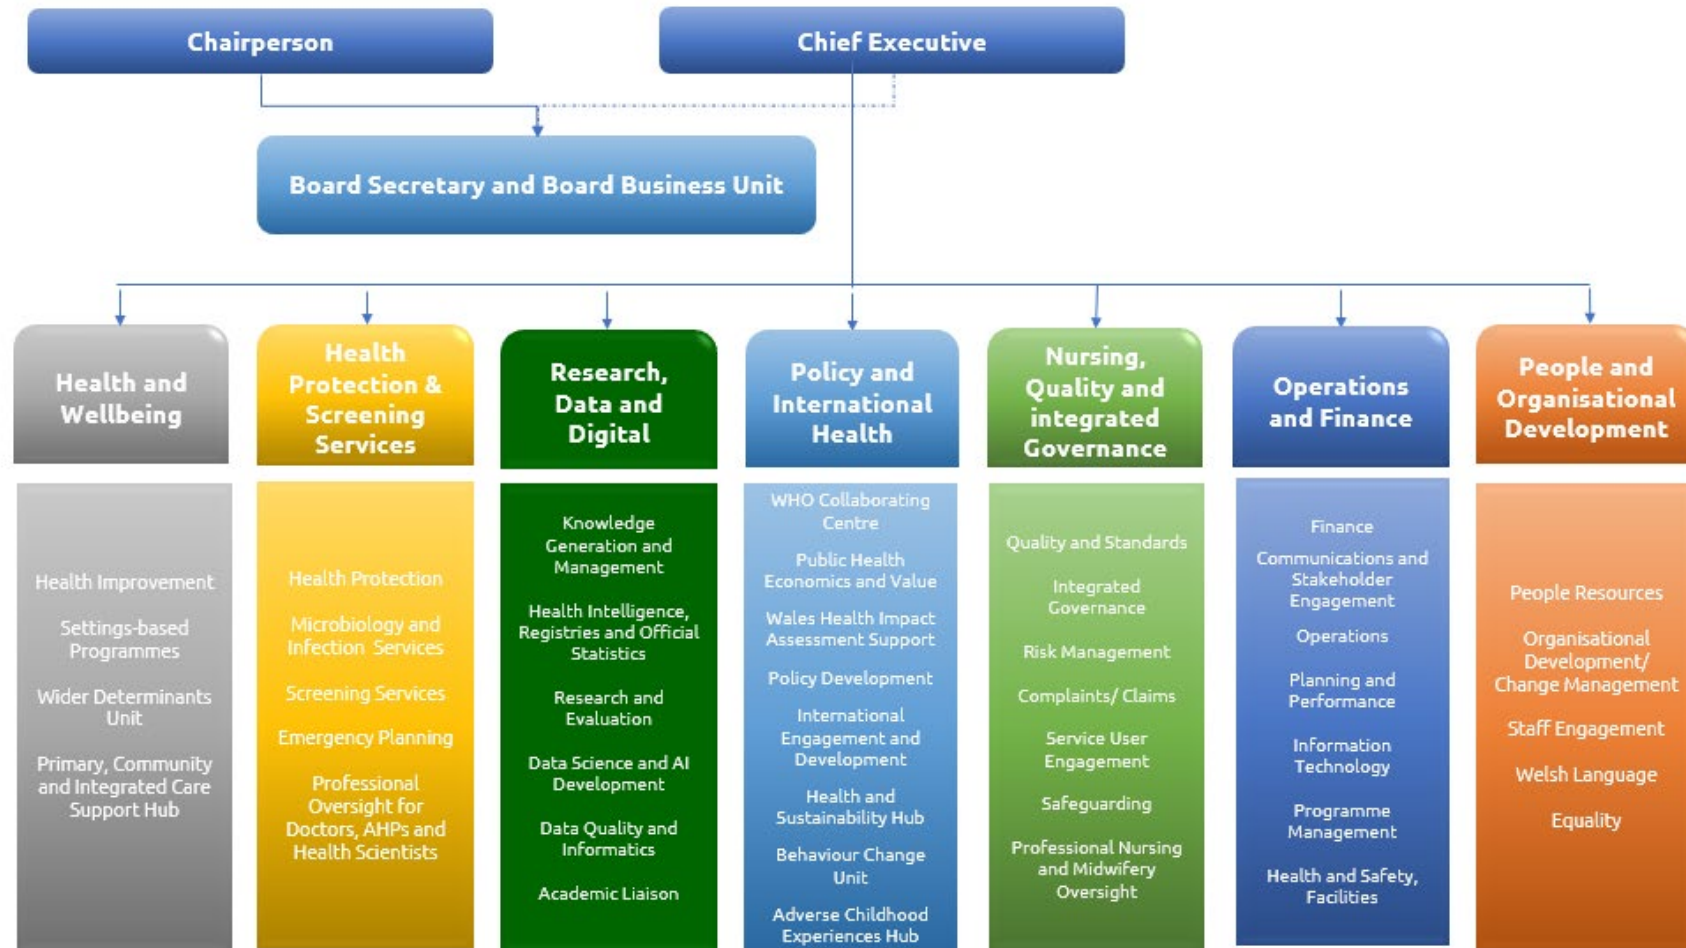 Chairperson
Chief Executive
Board Secretary and Board Business Unit
Health and
Wellbeing
Health
Protection &
Screening
Services
Research,
Data and
Digital
Policy and
International
Health
Nursing,
Quality and
integrated
Governance
Operations
and Finance
People and
Organisational
Development
Health Improvement
Settings-based
Programmes
Wider Determinants
Unit
Primary, Community
and Integrated Care
Support Hub
Health Protection
Microbiology and
Infection Services
Screening Services
Emergency Planning
Professional
Oversight for
Doctors, AHPs and
Health Scientists
Knowledge
Generation and
Management
Health Intelligence,
Registries and Official
Statistics
Research and
Evaluation
Data Science and AI
Development
Data Quality and
Informatics
Academic Liaison
WHO Collaborating
Centre
Public Health
Economics and Value
Wales Health Impact
Assessment Support
Policy Development
International
Engagement and
Development
Health and
Sustainability Hub
Behaviour Change
Unit
Adverse Childhood
Experiences Hub
Quality and Standards
Integrated
Governance
Risk Management
Complaints/ Claims
Service User
Engagement
Safeguarding
Professional Nursing
and Midwifery
Oversight
Finance
Communications and
Stakeholder
Engagement
Operations
Planning and
Performance
Information
Technology
Programme
Management
Health and Safety,
Facilities
People Resources
Organisational
Development/
Change Management
Staff Engagement
Welsh Language
Equality